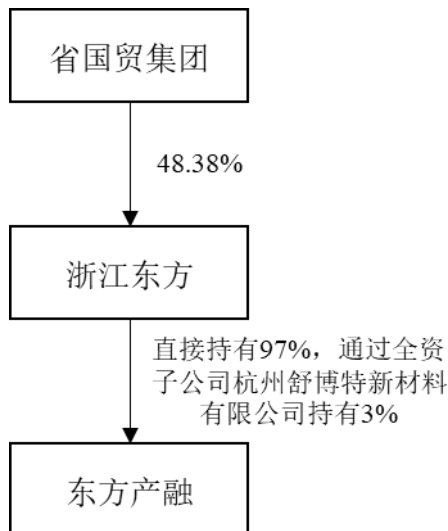 省国贸集团
48.38%
浙江东方
直接持有97%，通过全资
子公司杭州舒博特新材料
有限公司持有3%
东方产融